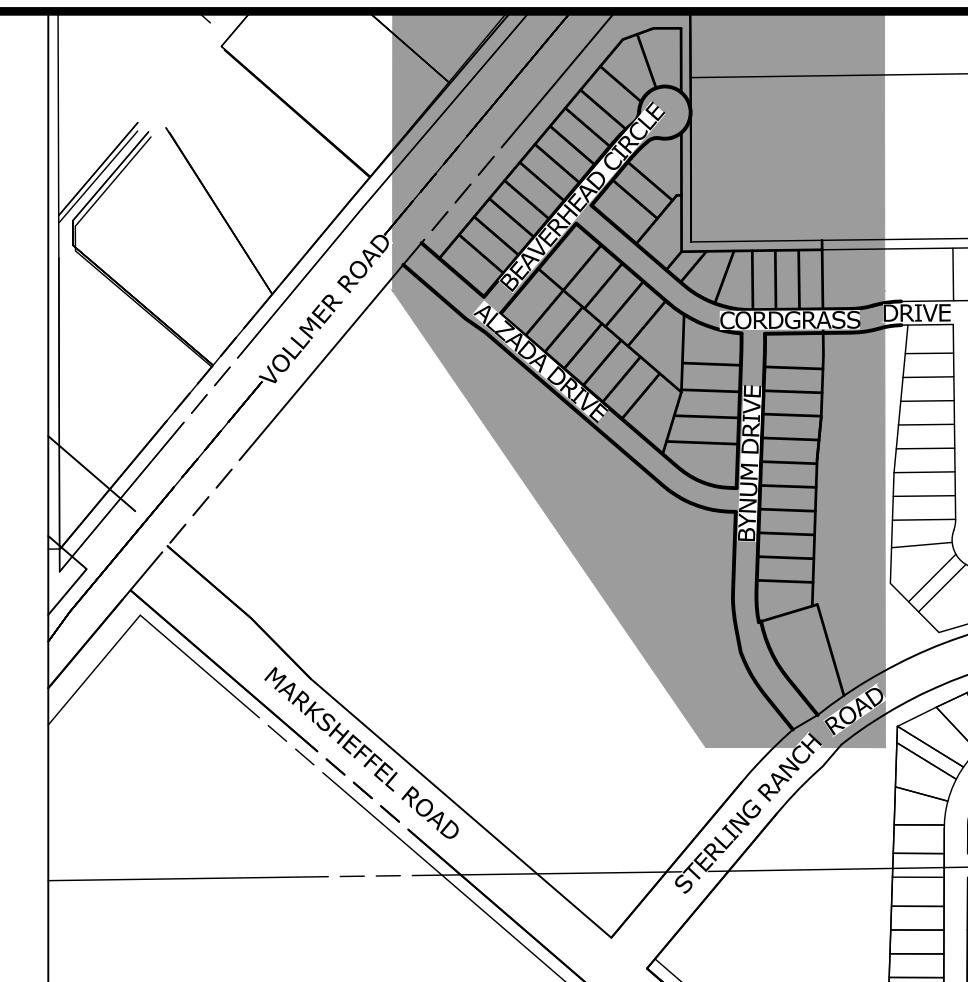 BEAVERHEAD CIRCLE
VOLLMER ROAD
CORDGRASS DRIVE
ALZADA DRIVE
BYNUM DRIVE
MARKSHEFFEL ROAD
STERLING RANCH ROAD